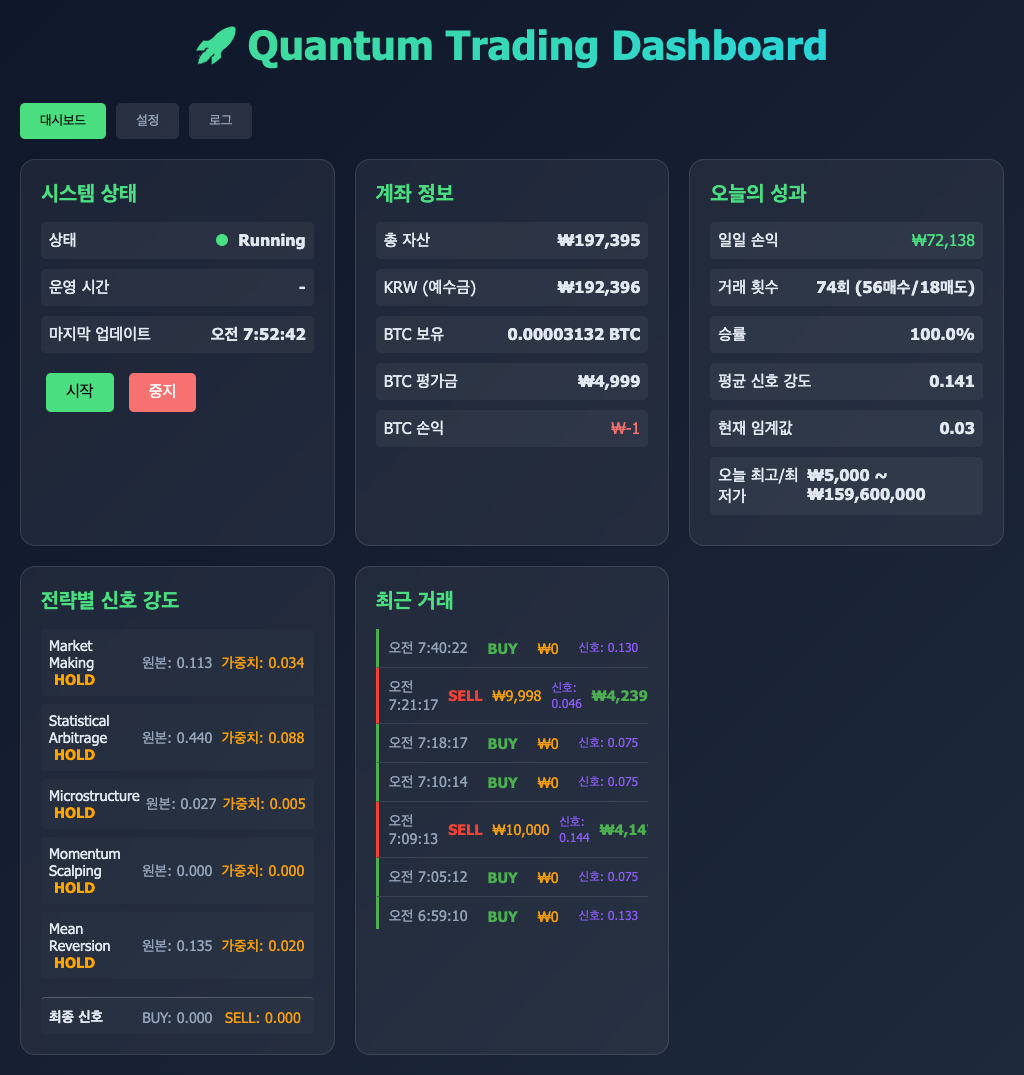 Quantum Trading Dashboard
대시보드
설정
로그
시스템 상태
상태 Running
운영 시간 -
마지막 업데이트 오전 7:52:42
시작 중지
계좌 정보
총 자산 ₩197,395
KRW (예수금) ₩192,396
BTC 보유 0.00003132 BTC
BTC 평가금 ₩4,999
BTC 손익 ₩-1
오늘의 성과
일일 손익 ₩72,138
거래 횟수 74회 (56매수/18매도)
승률 100.0%
평균 신호 강도 0.141
현재 임계값 0.03
오늘 최고/최
저가
₩5,000 ~
₩159,600,000
전략별 신호 강도
Market
Making
HOLD
원본: 0.113 가중치: 0.034
Statistical
Arbitrage
HOLD
원본: 0.440 가중치: 0.088
Microstructure
HOLD
원본: 0.027 가중치: 0.005
Momentum
Scalping
HOLD
원본: 0.000 가중치: 0.000
Mean
Reversion
HOLD
원본: 0.135 가중치: 0.020
최종 신호 BUY: 0.000 SELL: 0.000
최근 거래
오전 7:40:22 BUY ₩0 신호: 0.130
오전
7:21:17
SELL ₩9,998
신호:
0.046
₩4,239
오전 7:18:17 BUY ₩0 신호: 0.075
오전 7:10:14 BUY ₩0 신호: 0.075
오전
7:09:13
SELL ₩10,000
신호:
0.144
오전 7:05:12 BUY ₩0 신호: 0.075
오전 6:59:10 BUY ₩0 신호: 0.133